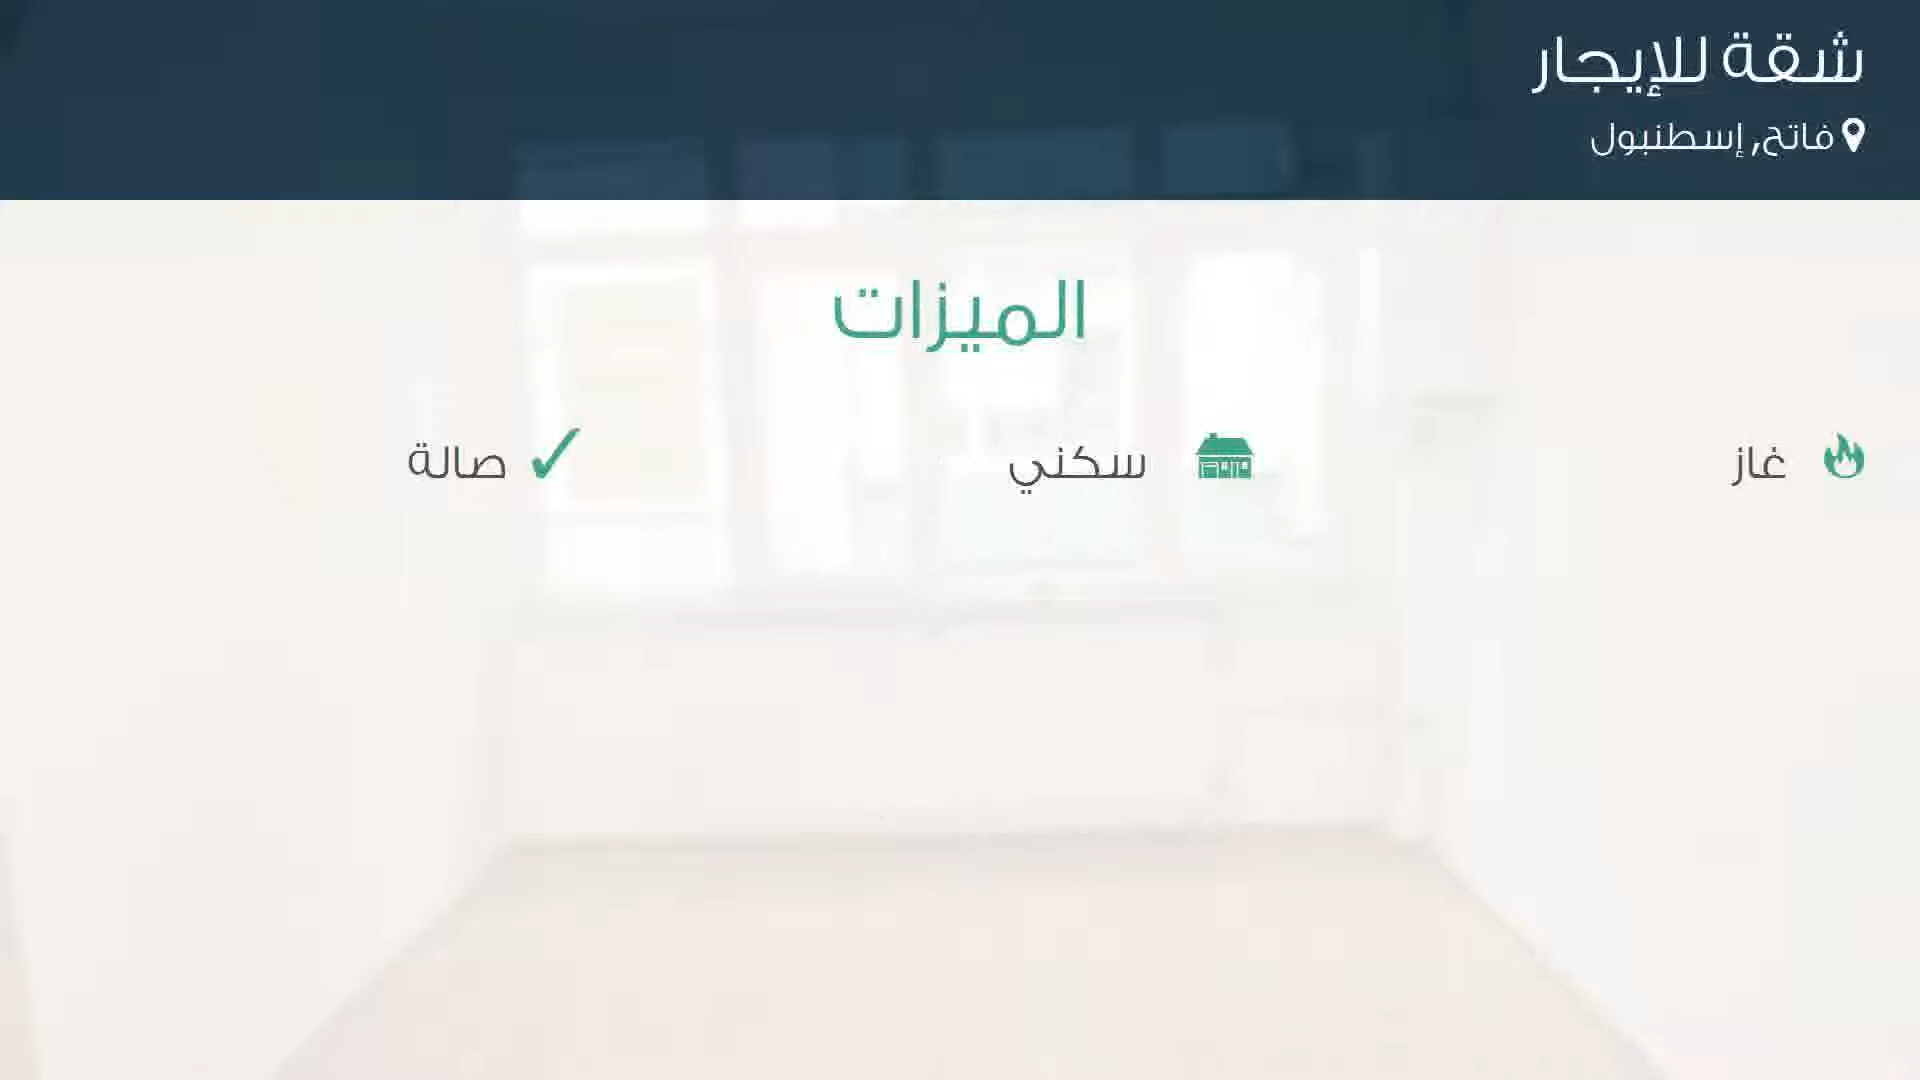 شقة للإيجار
فاتح, إسطنبول
الميزات
غاز
سكني
صالة